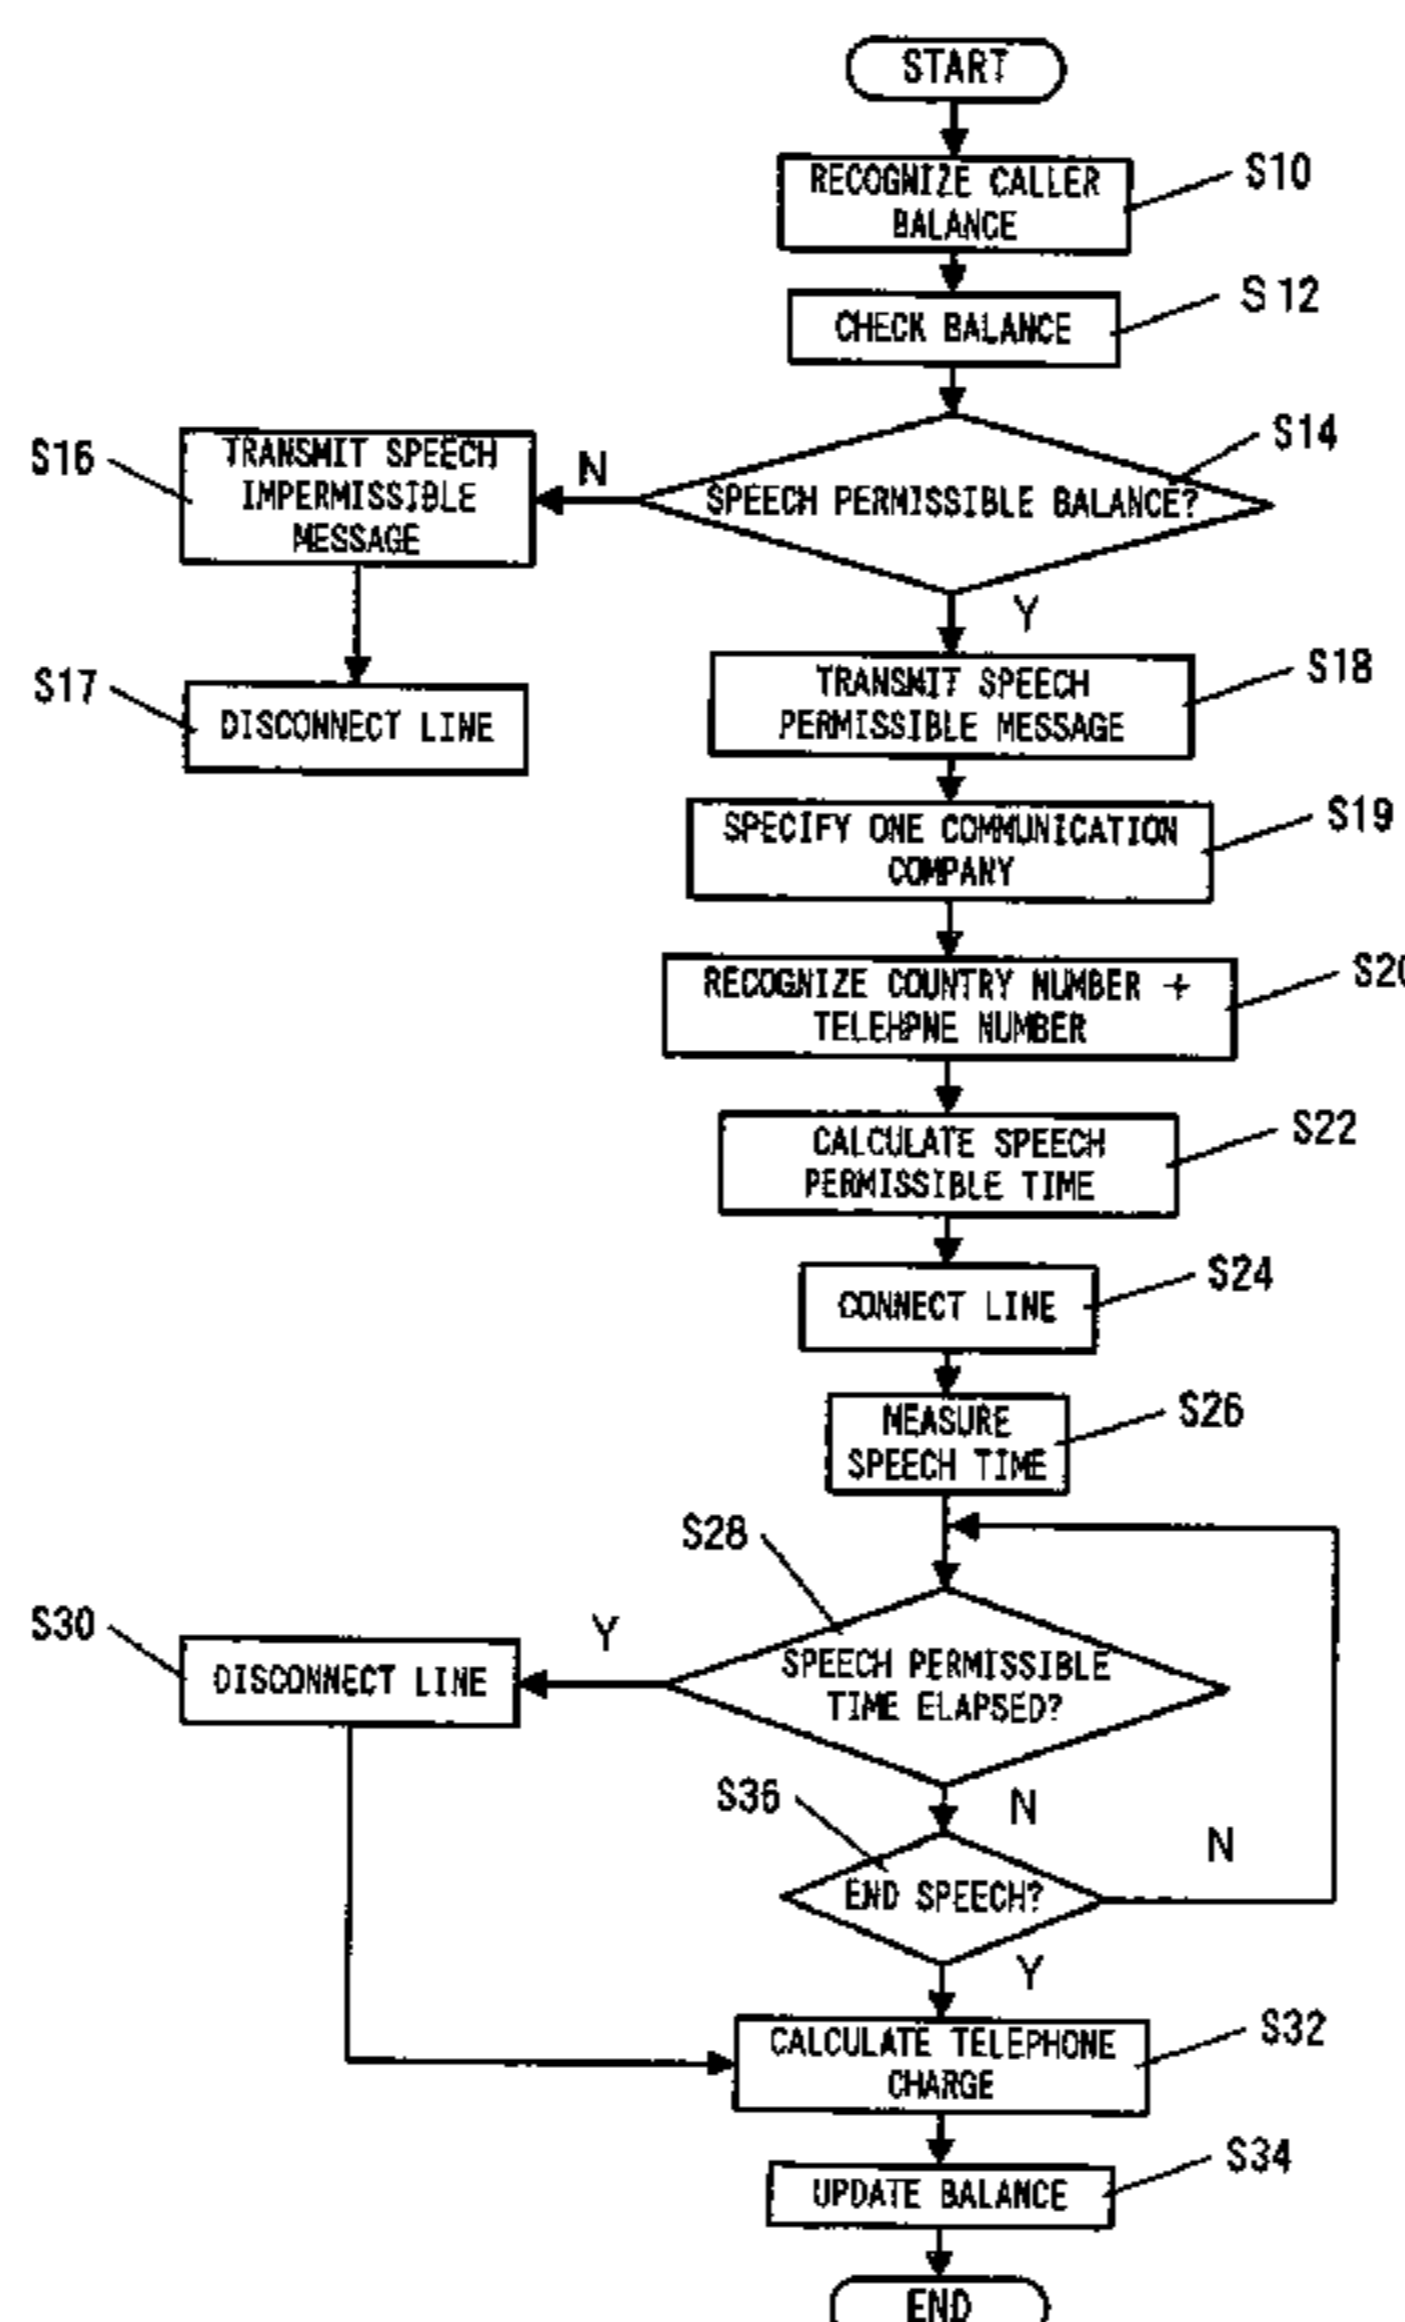 START
RECOGNIZE CALLER
BALANCE
S10
CHECK BALANCE
S12
SPEECH PERMISSIBLE BALANCE?
S14
N
TRANSMIT SPEECH
IMPERMISSIBLE
MESSAGE
S16
DISCONNECT LINE
S17
Y
TRANSMIT SPEECH
PERMISSIBLE MESSAGE
S18
SPECIFY ONE COMMUNICATION
COMPANY
S19
RECOGNIZE COUNTRY NUMBER +
TELEHPNE NUMBER
S20
CALCULATE SPEECH
PERMISSIBLE TIME
S22
CONNECT LINE
S24
MEASURE
SPEECH TIME
S26
S28
SPEECH PERMISSIBLE
TIME ELAPSED?
Y
S30
DISCONNECT LINE
N
S36
END SPEECH?
N
Y
CALCULATE TELEPHONE
CHARGE
S32
UPDATE BALANCE
S34
END